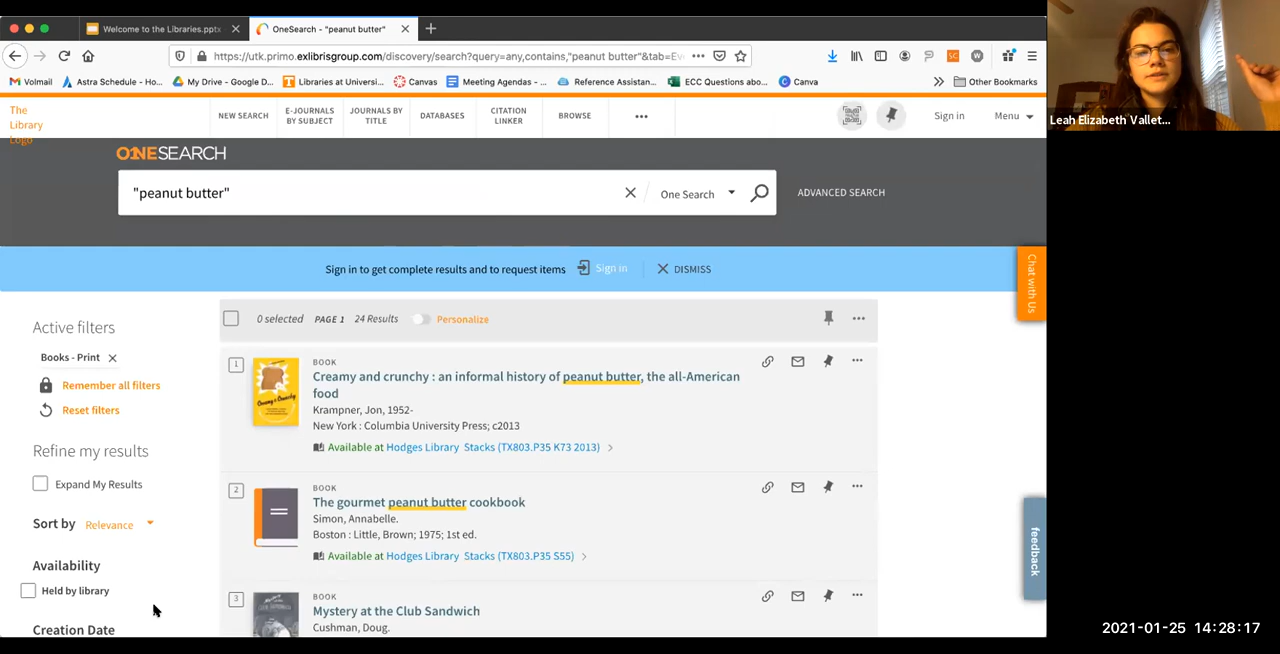 Welcome to the Libraries.pptx
OneSearch - "peanut butter"
https://utk.primo.exlibrisgroup.com/discovery/search?query=any,contains,"peanut butter"&tab=Ev
Volmail
Astra Schedule - Ho...
My Drive - Google D...
Libraries at Universi...
Canvas
Meeting Agendas - ...
Reference Assistan...
ECC Questions abo...
Canva
Other Bookmarks
The Library Logo
NEW SEARCH
E-JOURNALS BY SUBJECT
JOURNALS BY TITLE
DATABASES
CITATION LINKER
BROWSE
Sign in
Menu
Leah Elizabeth Vallet...
ONESEARCH
"peanut butter"
One Search
ADVANCED SEARCH
Sign in to get complete results and to request items
Sign in
DISMISS
Chat with Us
Active filters
Books - Print
Remember all filters
Reset filters
Refine my results
Expand My Results
Sort by Relevance
Availability
Held by library
Creation Date
0 selected PAGE 1 24 Results Personalize
1
BOOK
Creamy and crunchy : an informal history of peanut butter, the all-American
food
Krampner, Jon, 1952-
New York : Columbia University Press; c2013
Available at Hodges Library Stacks (TX803.P35 K73 2013)
2
BOOK
The gourmet peanut butter cookbook
Simon, Annabelle.
Boston : Little, Brown; 1975; 1st ed.
Available at Hodges Library Stacks (TX803.P35 S55)
3
BOOK
Mystery at the Club Sandwich
Cushman, Doug.
feedback
2021-01-25 14:28:17